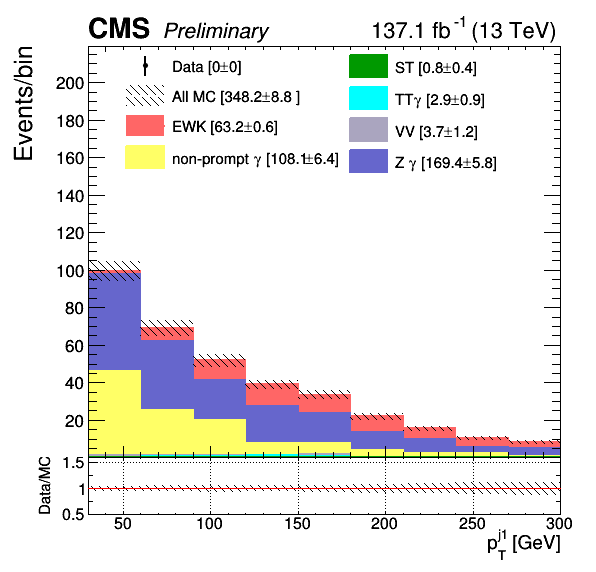 CMS Preliminary 137.1 fb⁻¹ (13 TeV)
Events/bin
Data [0±0]
All MC [348.2±8.8 ]
EWK [63.2±0.6]
non-prompt γ [108.1±6.4]
ST [0.8±0.4]
TTγ [2.9±0.9]
VV [3.7±1.2]
Z γ [169.4±5.8]
200
180
160
140
120
100
80
60
40
20
Data/MC
1.5
1
0.5
50 100 150 200 250 300
p_T^j1 [GeV]